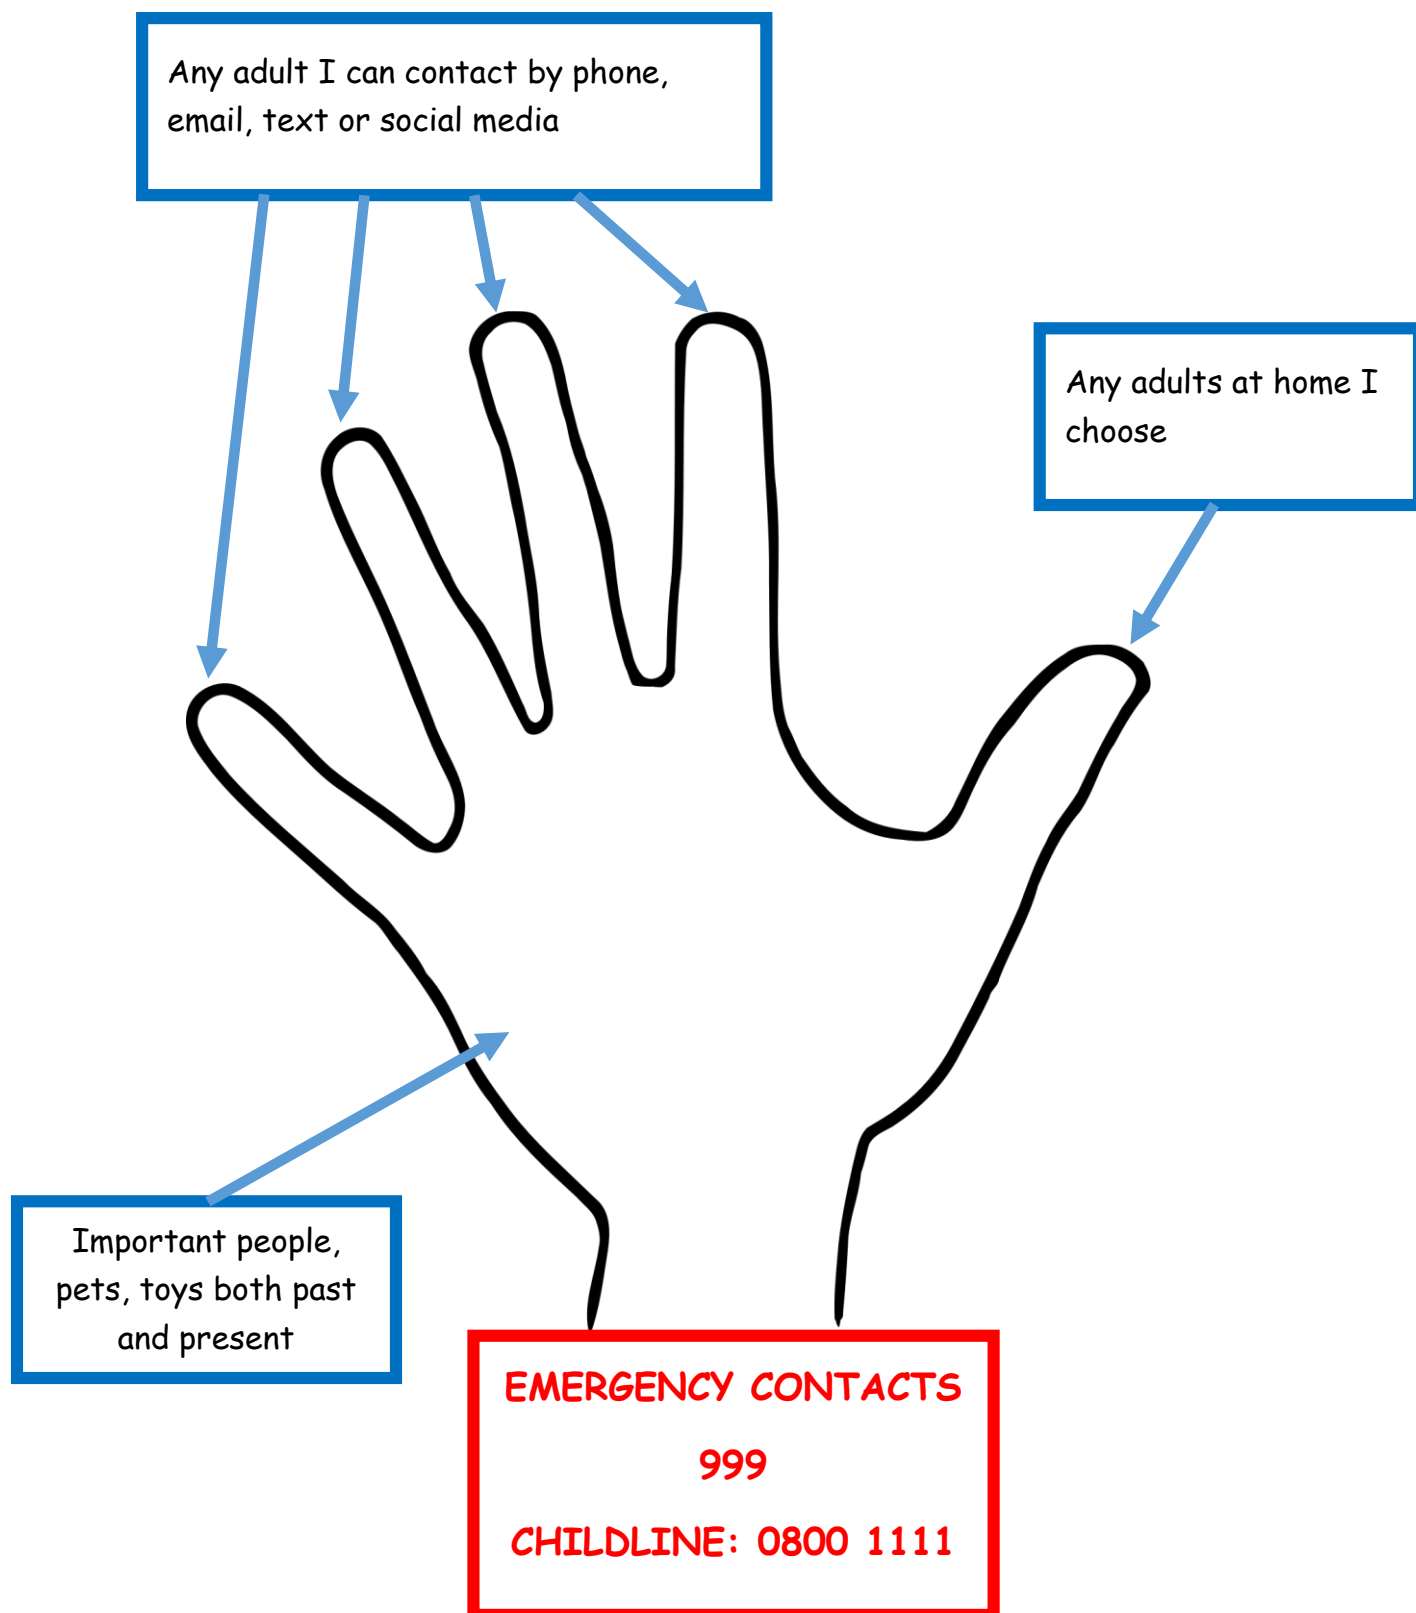 Any adult I can contact by phone,
email, text or social media
Any adults at home I
choose
Important people,
pets, toys both past
and present
EMERGENCY CONTACTS
999
CHILDLINE: 0800 1111